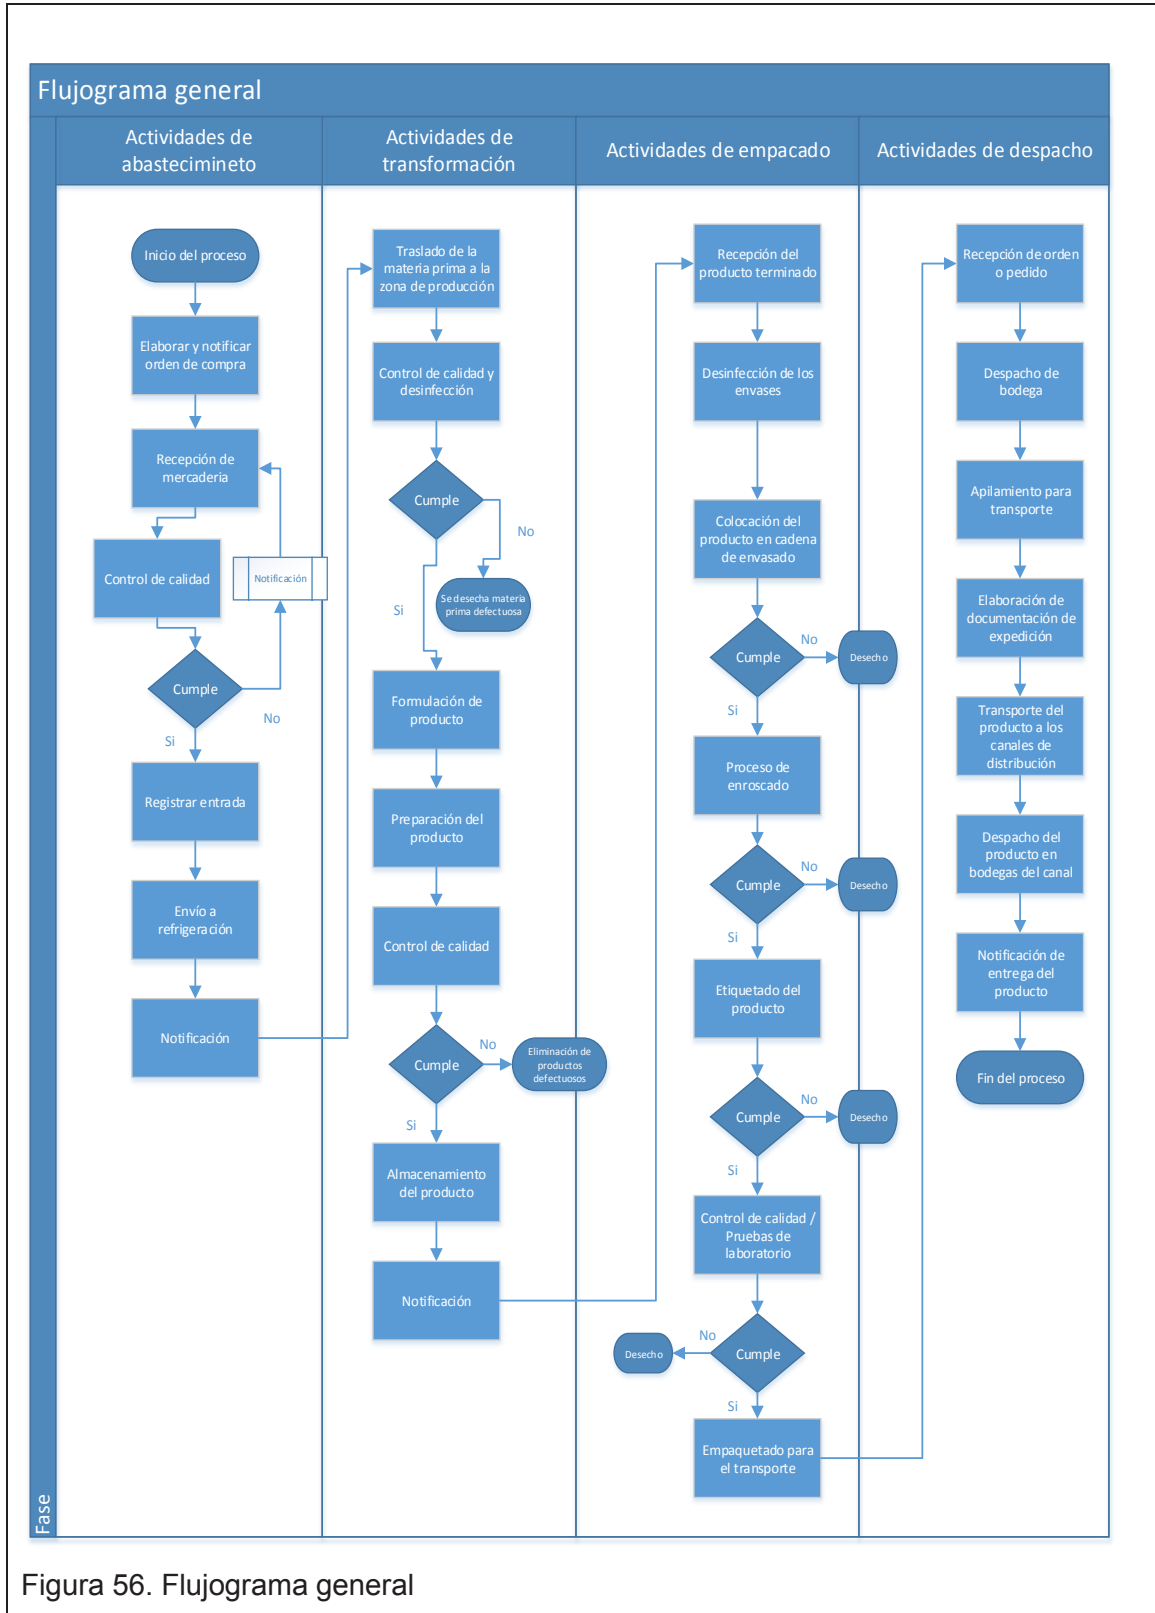 Flujograma general
Fase
Actividades de
abastecimineto
Inicio del proceso
Elaborar y notificar
orden de compra
Recepción de
mercaderia
Control de calidad
Notificación
Cumple
No
Si
Registrar entrada
Envío a
refrigeración
Notificación
Actividades de
transformación
Traslado de la
materia prima a la
zona de producción
Control de calidad y
desinfección
Cumple
No
Se desecha materia
prima defectuosa
Si
Formulación de
producto
Preparación del
producto
Control de calidad
Cumple
No
Eliminación de
productos
defectuosos
Si
Almacenamiento
del producto
Notificación
Actividades de empacado
Recepción del
producto terminado
Desinfección de los
envases
Colocación del
producto en cadena
de envasado
Cumple
No
Desecho
Si
Proceso de
enroscado
Cumple
No
Desecho
Si
Etiquetado del
producto
Cumple
No
Desecho
Si
Control de calidad /
Pruebas de
laboratorio
Cumple
No
Desecho
Si
Empaquetado para
el transporte
Actividades de despacho
Recepción de orden
o pedido
Despacho de
bodega
Apilamiento para
transporte
Elaboración de
documentación de
expedición
Transporte del
producto a los
canales de
distribución
Despacho del
producto en
bodegas del canal
Notificación de
entrega del
producto
Fin del proceso
Figura 56. Flujograma general